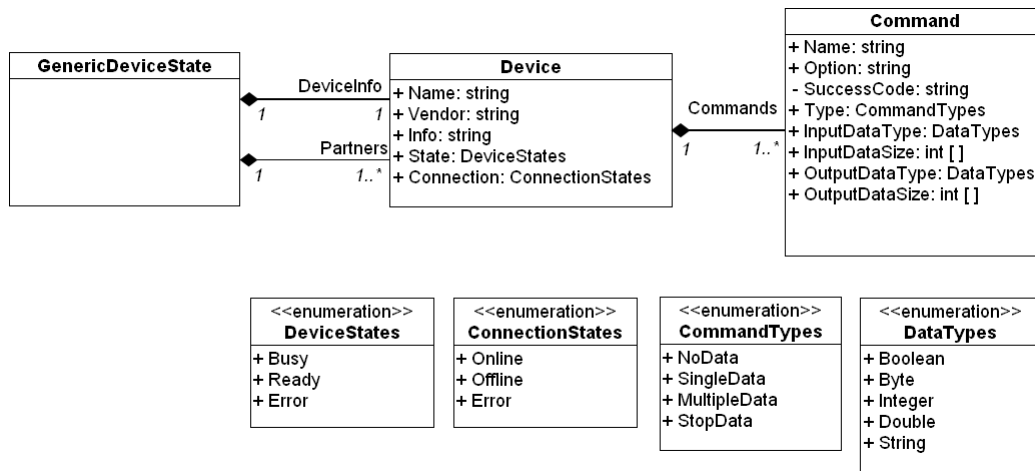 GenericDeviceState
DeviceInfo
1
1
Partners
1
1..*
Device
+ Name: string
+ Vendor: string
+ Info: string
+ State: DeviceStates
+ Connection: ConnectionStates
Commands
1
1..*
Command
+ Name: string
+ Option: string
- SuccessCode: string
+ Type: CommandTypes
+ InputDataType: DataTypes
+ InputDataSize: int [ ]
+ OutputDataType: DataTypes
+ OutputDataSize: int [ ]
<<enumeration>>
DeviceStates
+ Busy
+ Ready
+ Error
<<enumeration>>
ConnectionStates
+ Online
+ Offline
+ Error
<<enumeration>>
CommandTypes
+ NoData
+ SingleData
+ MultipleData
+ StopData
<<enumeration>>
DataTypes
+ Boolean
+ Byte
+ Integer
+ Double
+ String